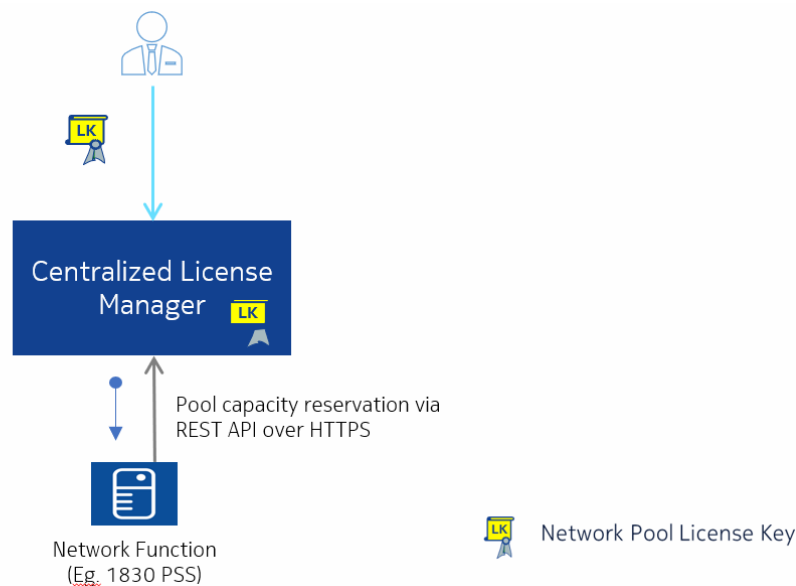 LK
Centralized License
Manager
LK
Pool capacity reservation via
REST API over HTTPS
Network Function
(Eg. 1830 PSS)
LK
Network Pool License Key